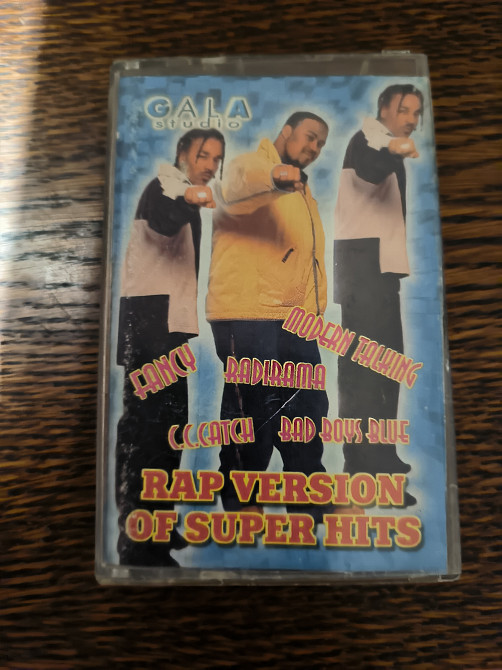 GALA
studio
MODERN TALKING
FANCY
RADIRAMA
C.C.CATCH
BAD BOYS BLUE
RAP VERSION
OF SUPER HITS